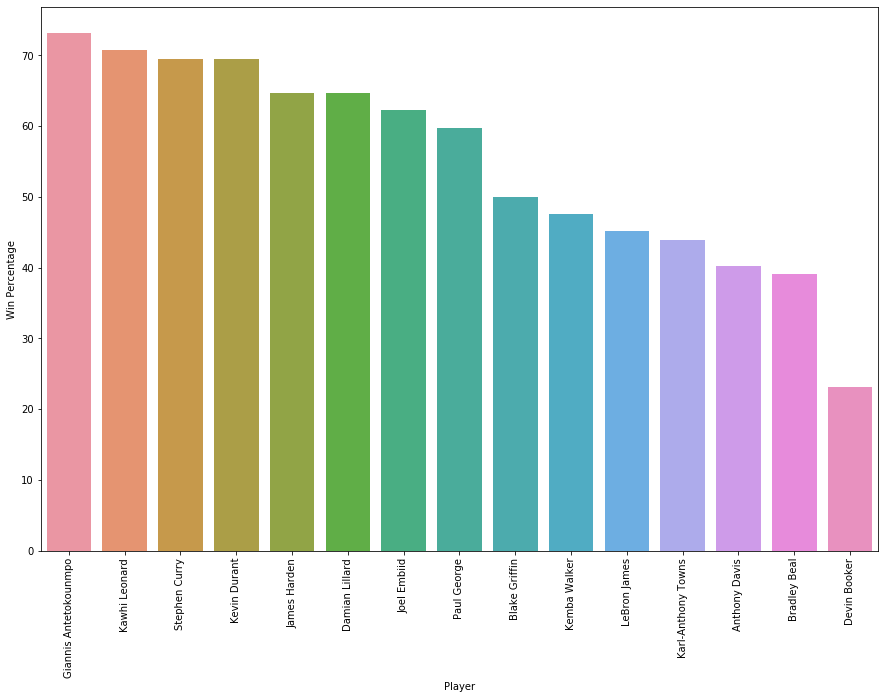 70
60
50
40
30
20
10
0
Win Percentage
Giannis Antetokounmpo
Kawhi Leonard
Stephen Curry
Kevin Durant
James Harden
Damian Lillard
Joel Embiid
Paul George
Blake Griffin
Kemba Walker
LeBron James
Karl-Anthony Towns
Anthony Davis
Bradley Beal
Devin Booker
Player